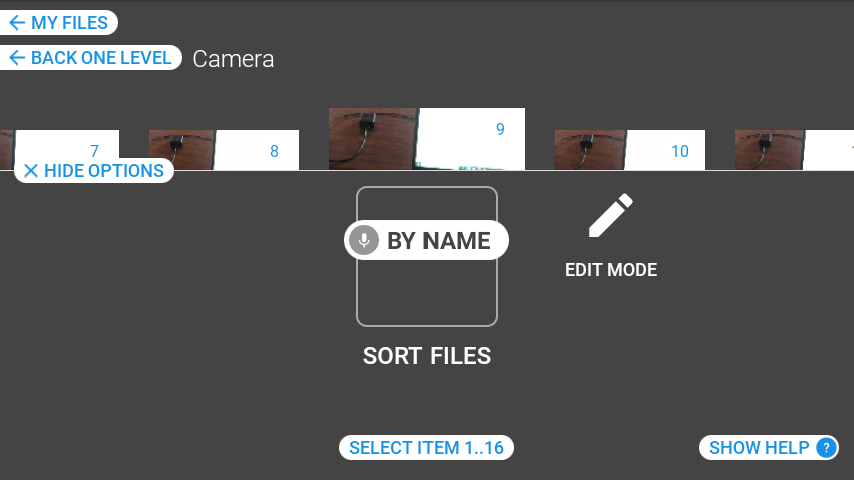 MY FILES
BACK ONE LEVEL
Camera
7
8
9
10
HIDE OPTIONS
BY NAME
EDIT MODE
SORT FILES
SELECT ITEM 1..16
SHOW HELP ?